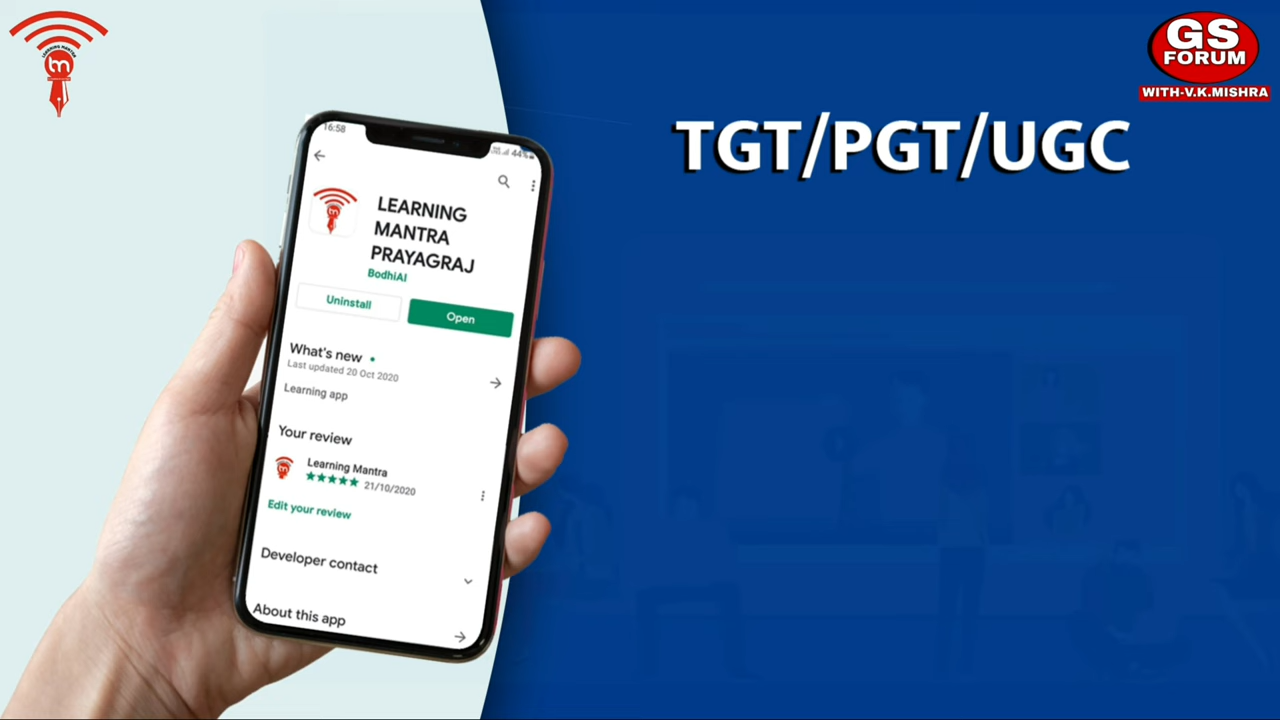 GS
FORUM
WITH-V.K.MISHRA
TGT/PGT/UGC
16:58
44%
LEARNING
MANTRA
PRAYAGRAJ
BodhiAI
Uninstall
Open
What's new
Last updated 20 Oct 2020
Learning app
Your review
Learning Mantra
21/10/2020
Edit your review
Developer contact
About this app